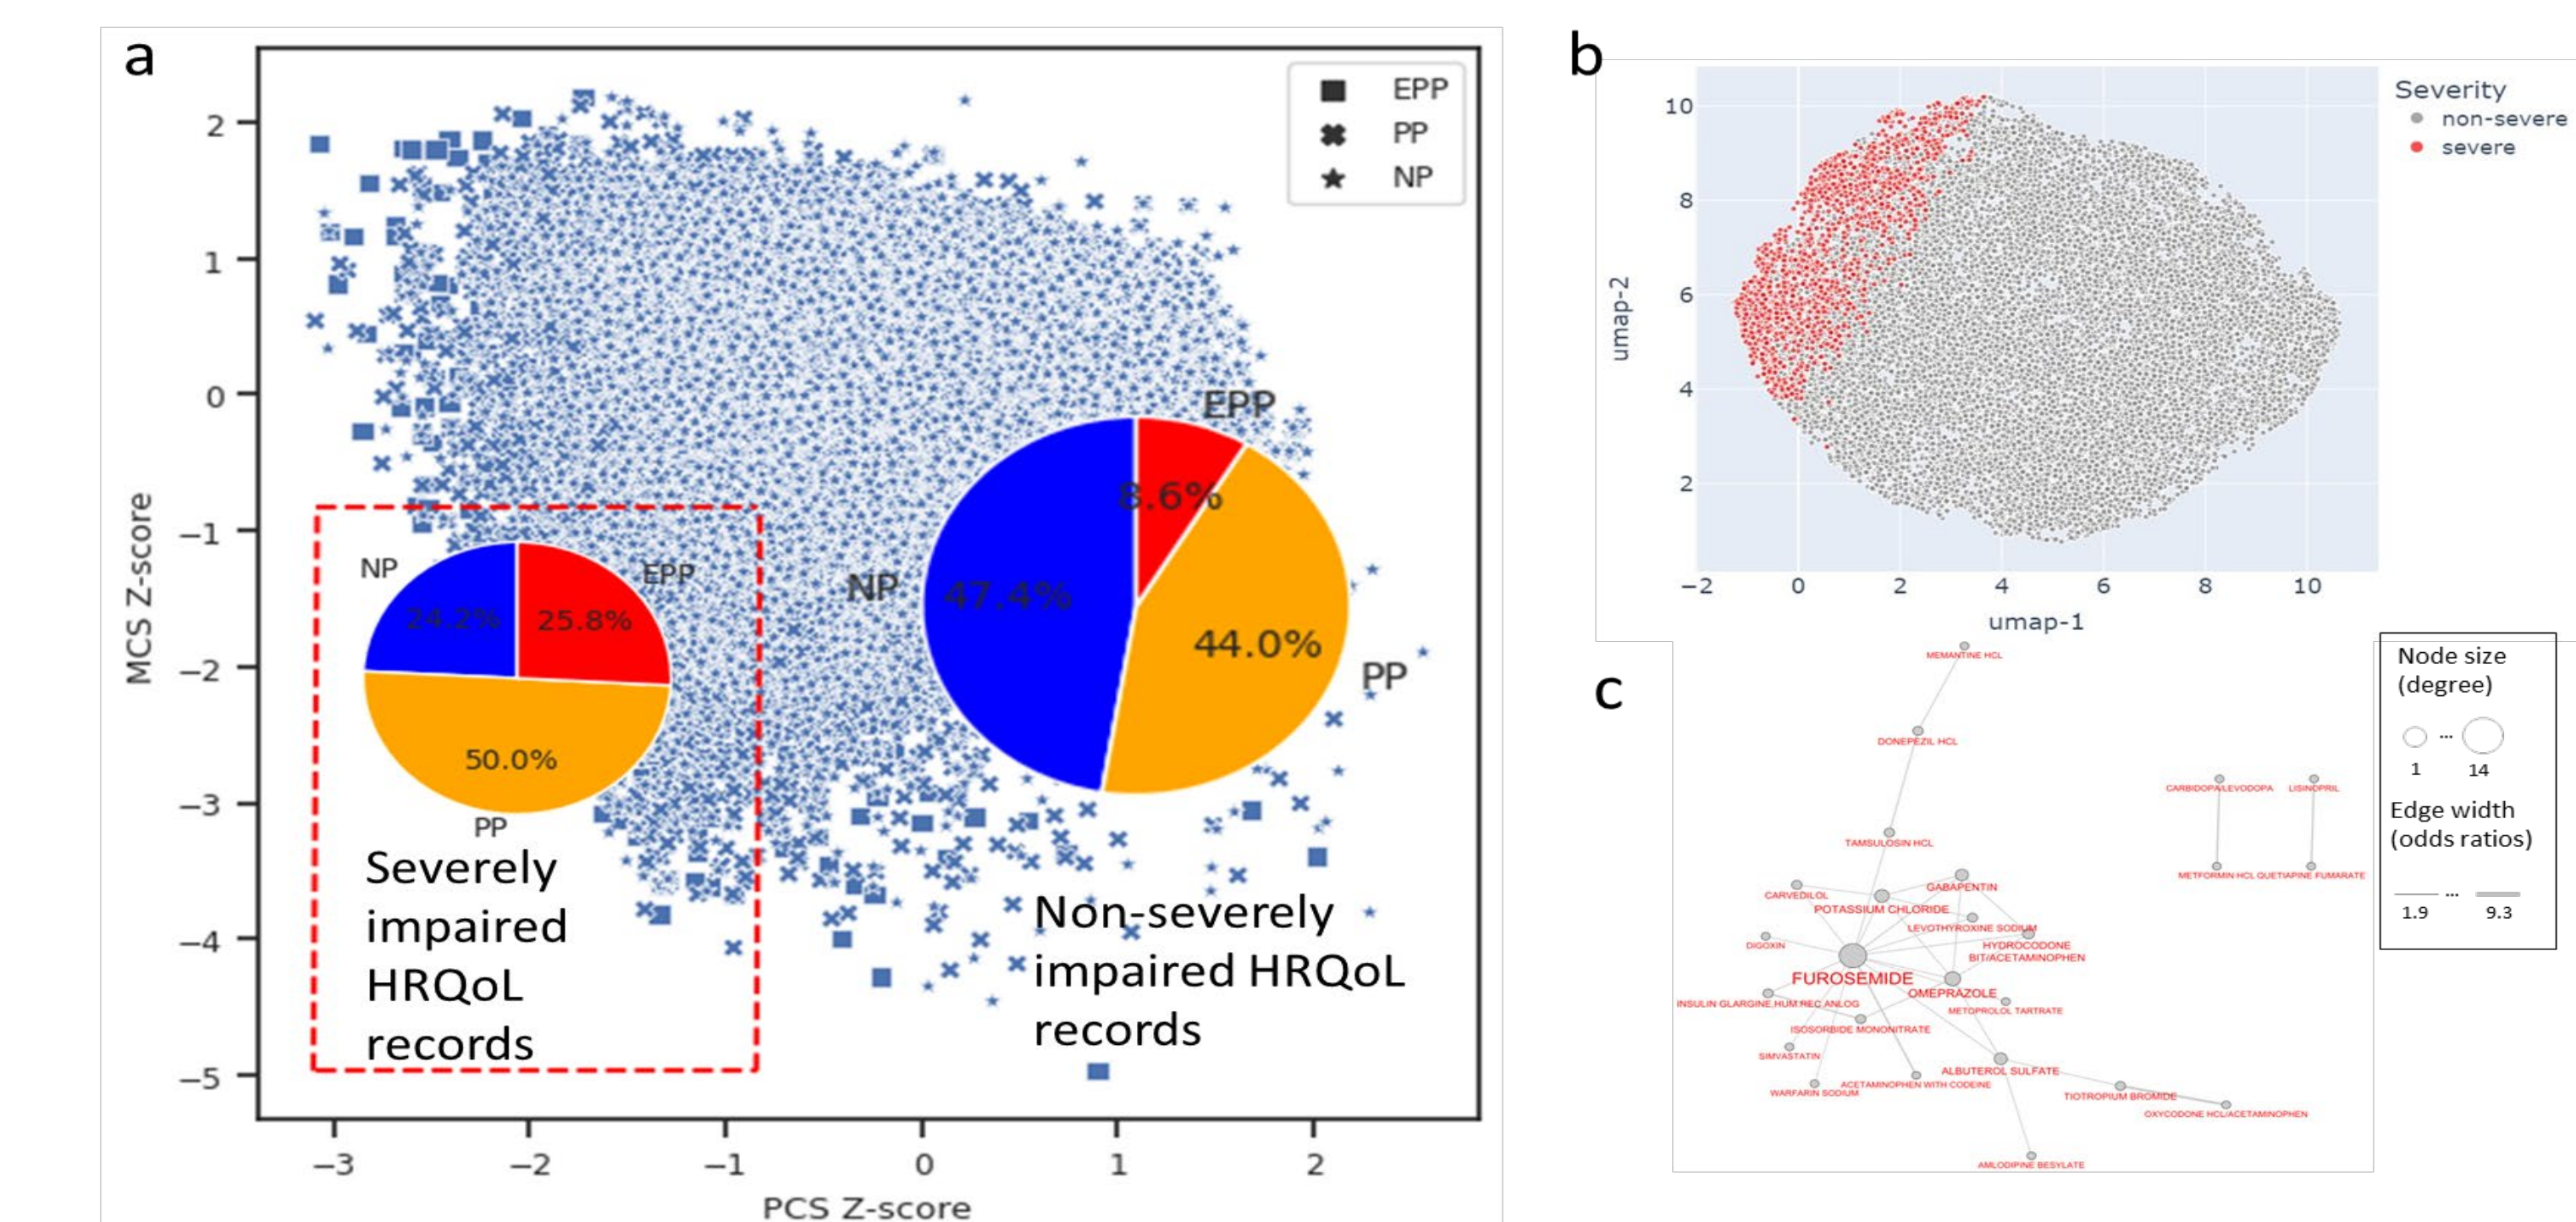 a
EPP
PP
NP
2
1
0
−1
−2
−3
−4
−5
MCS Z-score
−3
−2
−1
0
1
2
PCS Z-score
NP
EPP
24.2%
25.8%
50.0%
PP
Severely
impaired
HRQoL
records
EPP
8.6%
NP
47.4%
44.0%
PP
Non-severely
impaired HRQoL
records
b
Severity
non-severe
severe
10
8
6
4
2
umap-2
−2
0
2
4
6
8
10
umap-1
c
MEMANTINE HCL
DONEPEZIL HCL
TAMSULOSIN HCL
CARBIDOPA/LEVODOPA
LISINOPRIL
METFORMIN HCL
QUETIAPINE FUMARATE
GABAPENTIN
CARVEDILOL
POTASSIUM CHLORIDE
LEVOTHYROXINE SODIUM
DIGOXIN
HYDROCODONE
BIT/ACETAMINOPHEN
FUROSEMIDE
OMEPRAZOLE
INSULIN GLARGINE,HUM.REC.ANLOG
METOPROLOL TARTRATE
ISOSORBIDE MONONITRATE
SIMVASTATIN
ALBUTEROL SULFATE
ACETAMINOPHEN WITH CODEINE
WARFARIN SODIUM
TIOTROPIUM BROMIDE
OXYCODONE HCL/ACETAMINOPHEN
AMLODIPINE BESYLATE
Node size
(degree)
...
1
14
Edge width
(odds ratios)
...
1.9
9.3